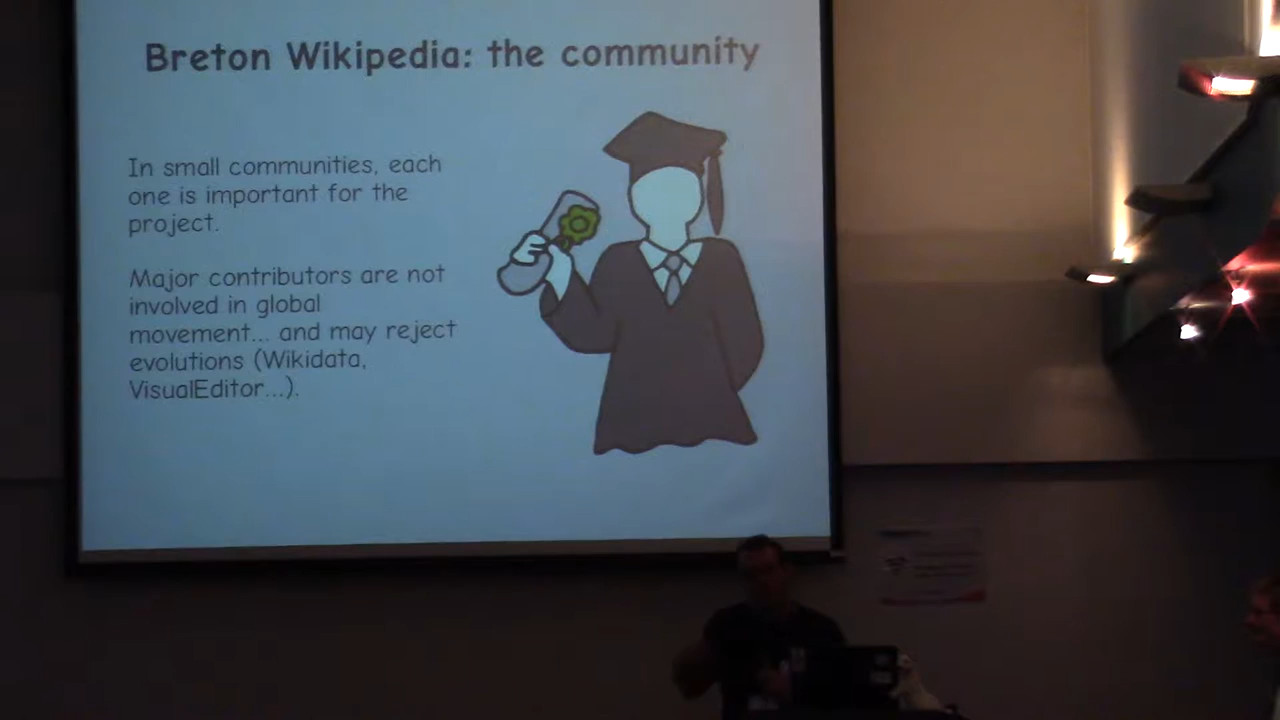 Breton Wikipedia: the community
In small communities, each
one is important for the
project.
Major contributors are not
involved in global
movement... and may reject
evolutions (Wikidata,
VisualEditor...).